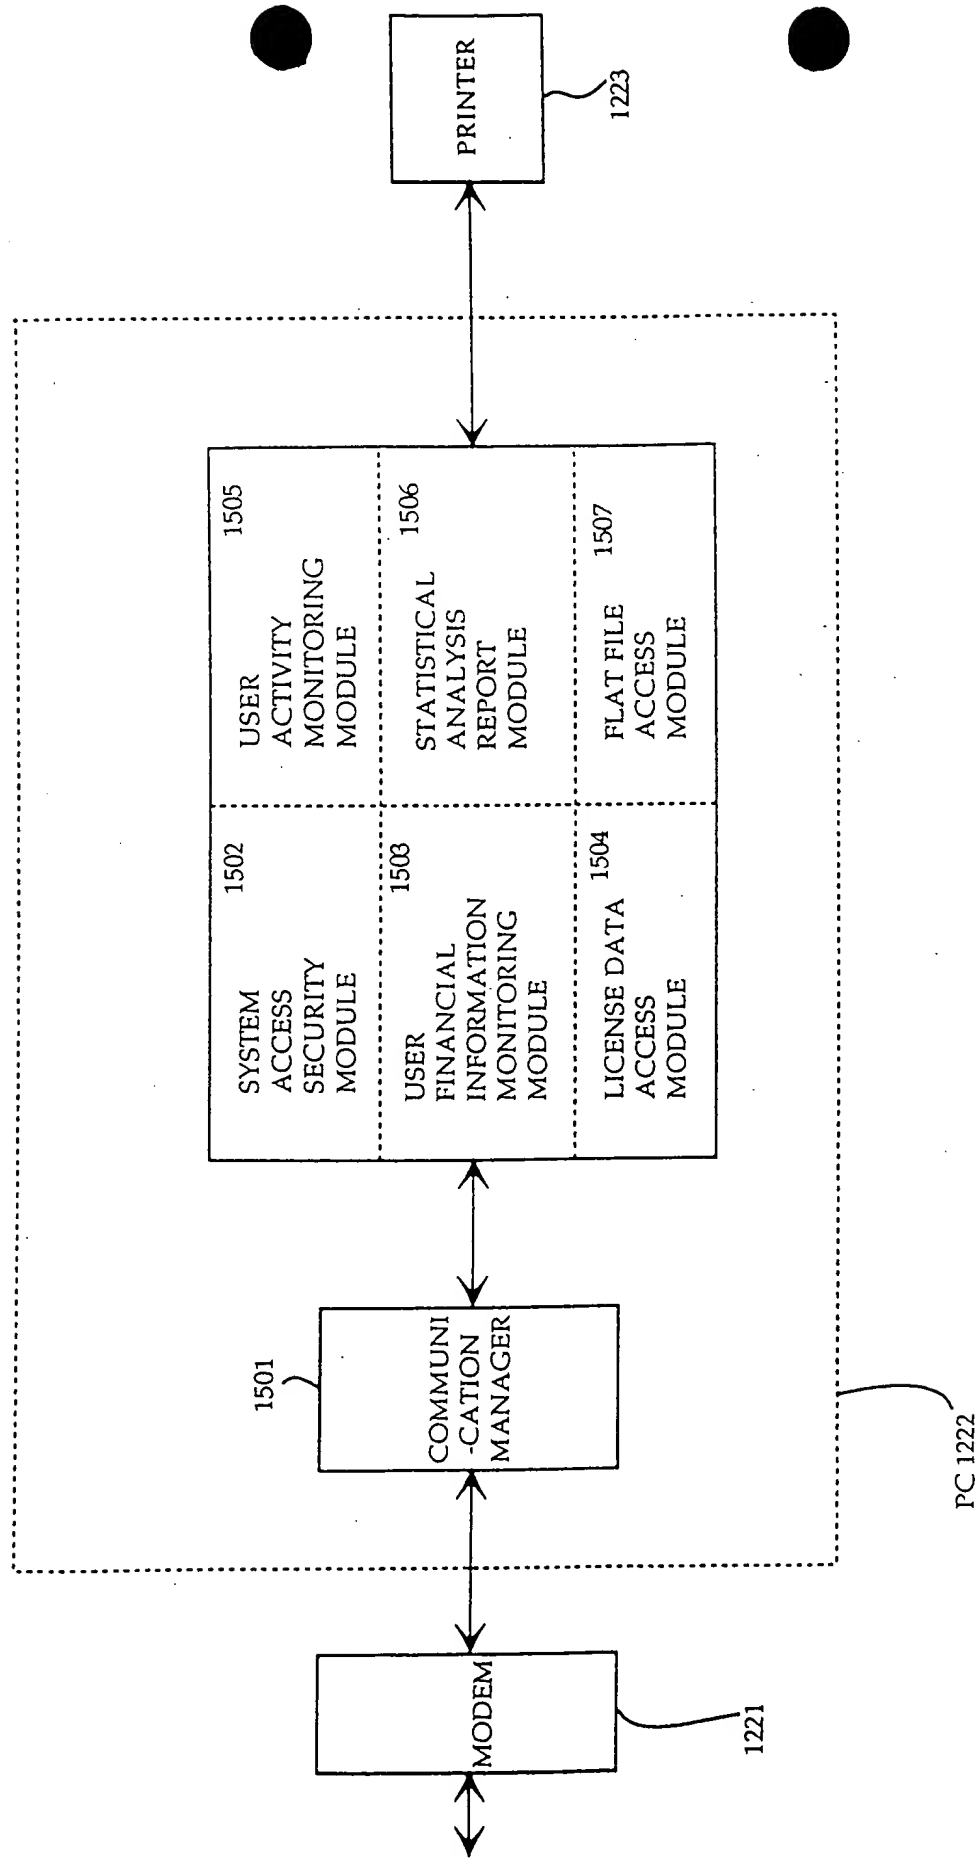 MODEM
1221
1501
COMMUNI
-CATION
MANAGER
SYSTEM
ACCESS
SECURITY
MODULE
1502
USER
ACTIVITY
MONITORING
MODULE
1505
USER
FINANCIAL
INFORMATION
MONITORING
MODULE
1503
STATISTICAL
ANALYSIS
REPORT
MODULE
1506
LICENSE DATA
ACCESS
MODULE
1504
FLAT FILE
ACCESS
MODULE
1507
PC 1222
PRINTER
1223